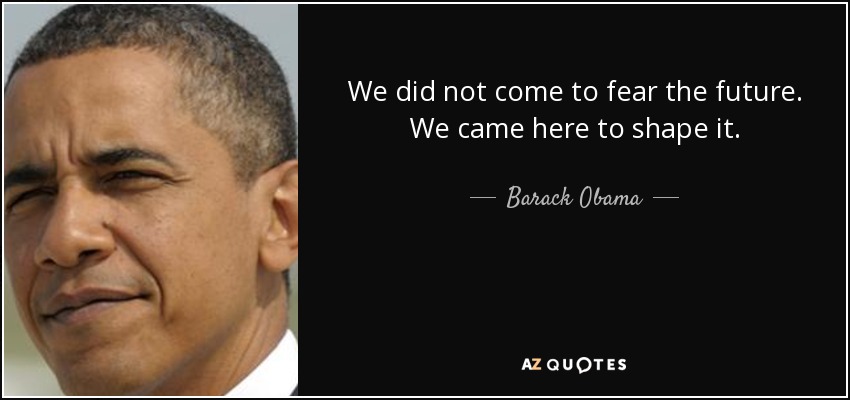 We did not come to fear the future.
We came here to shape it.
Barack Obama
AZ QUOTES